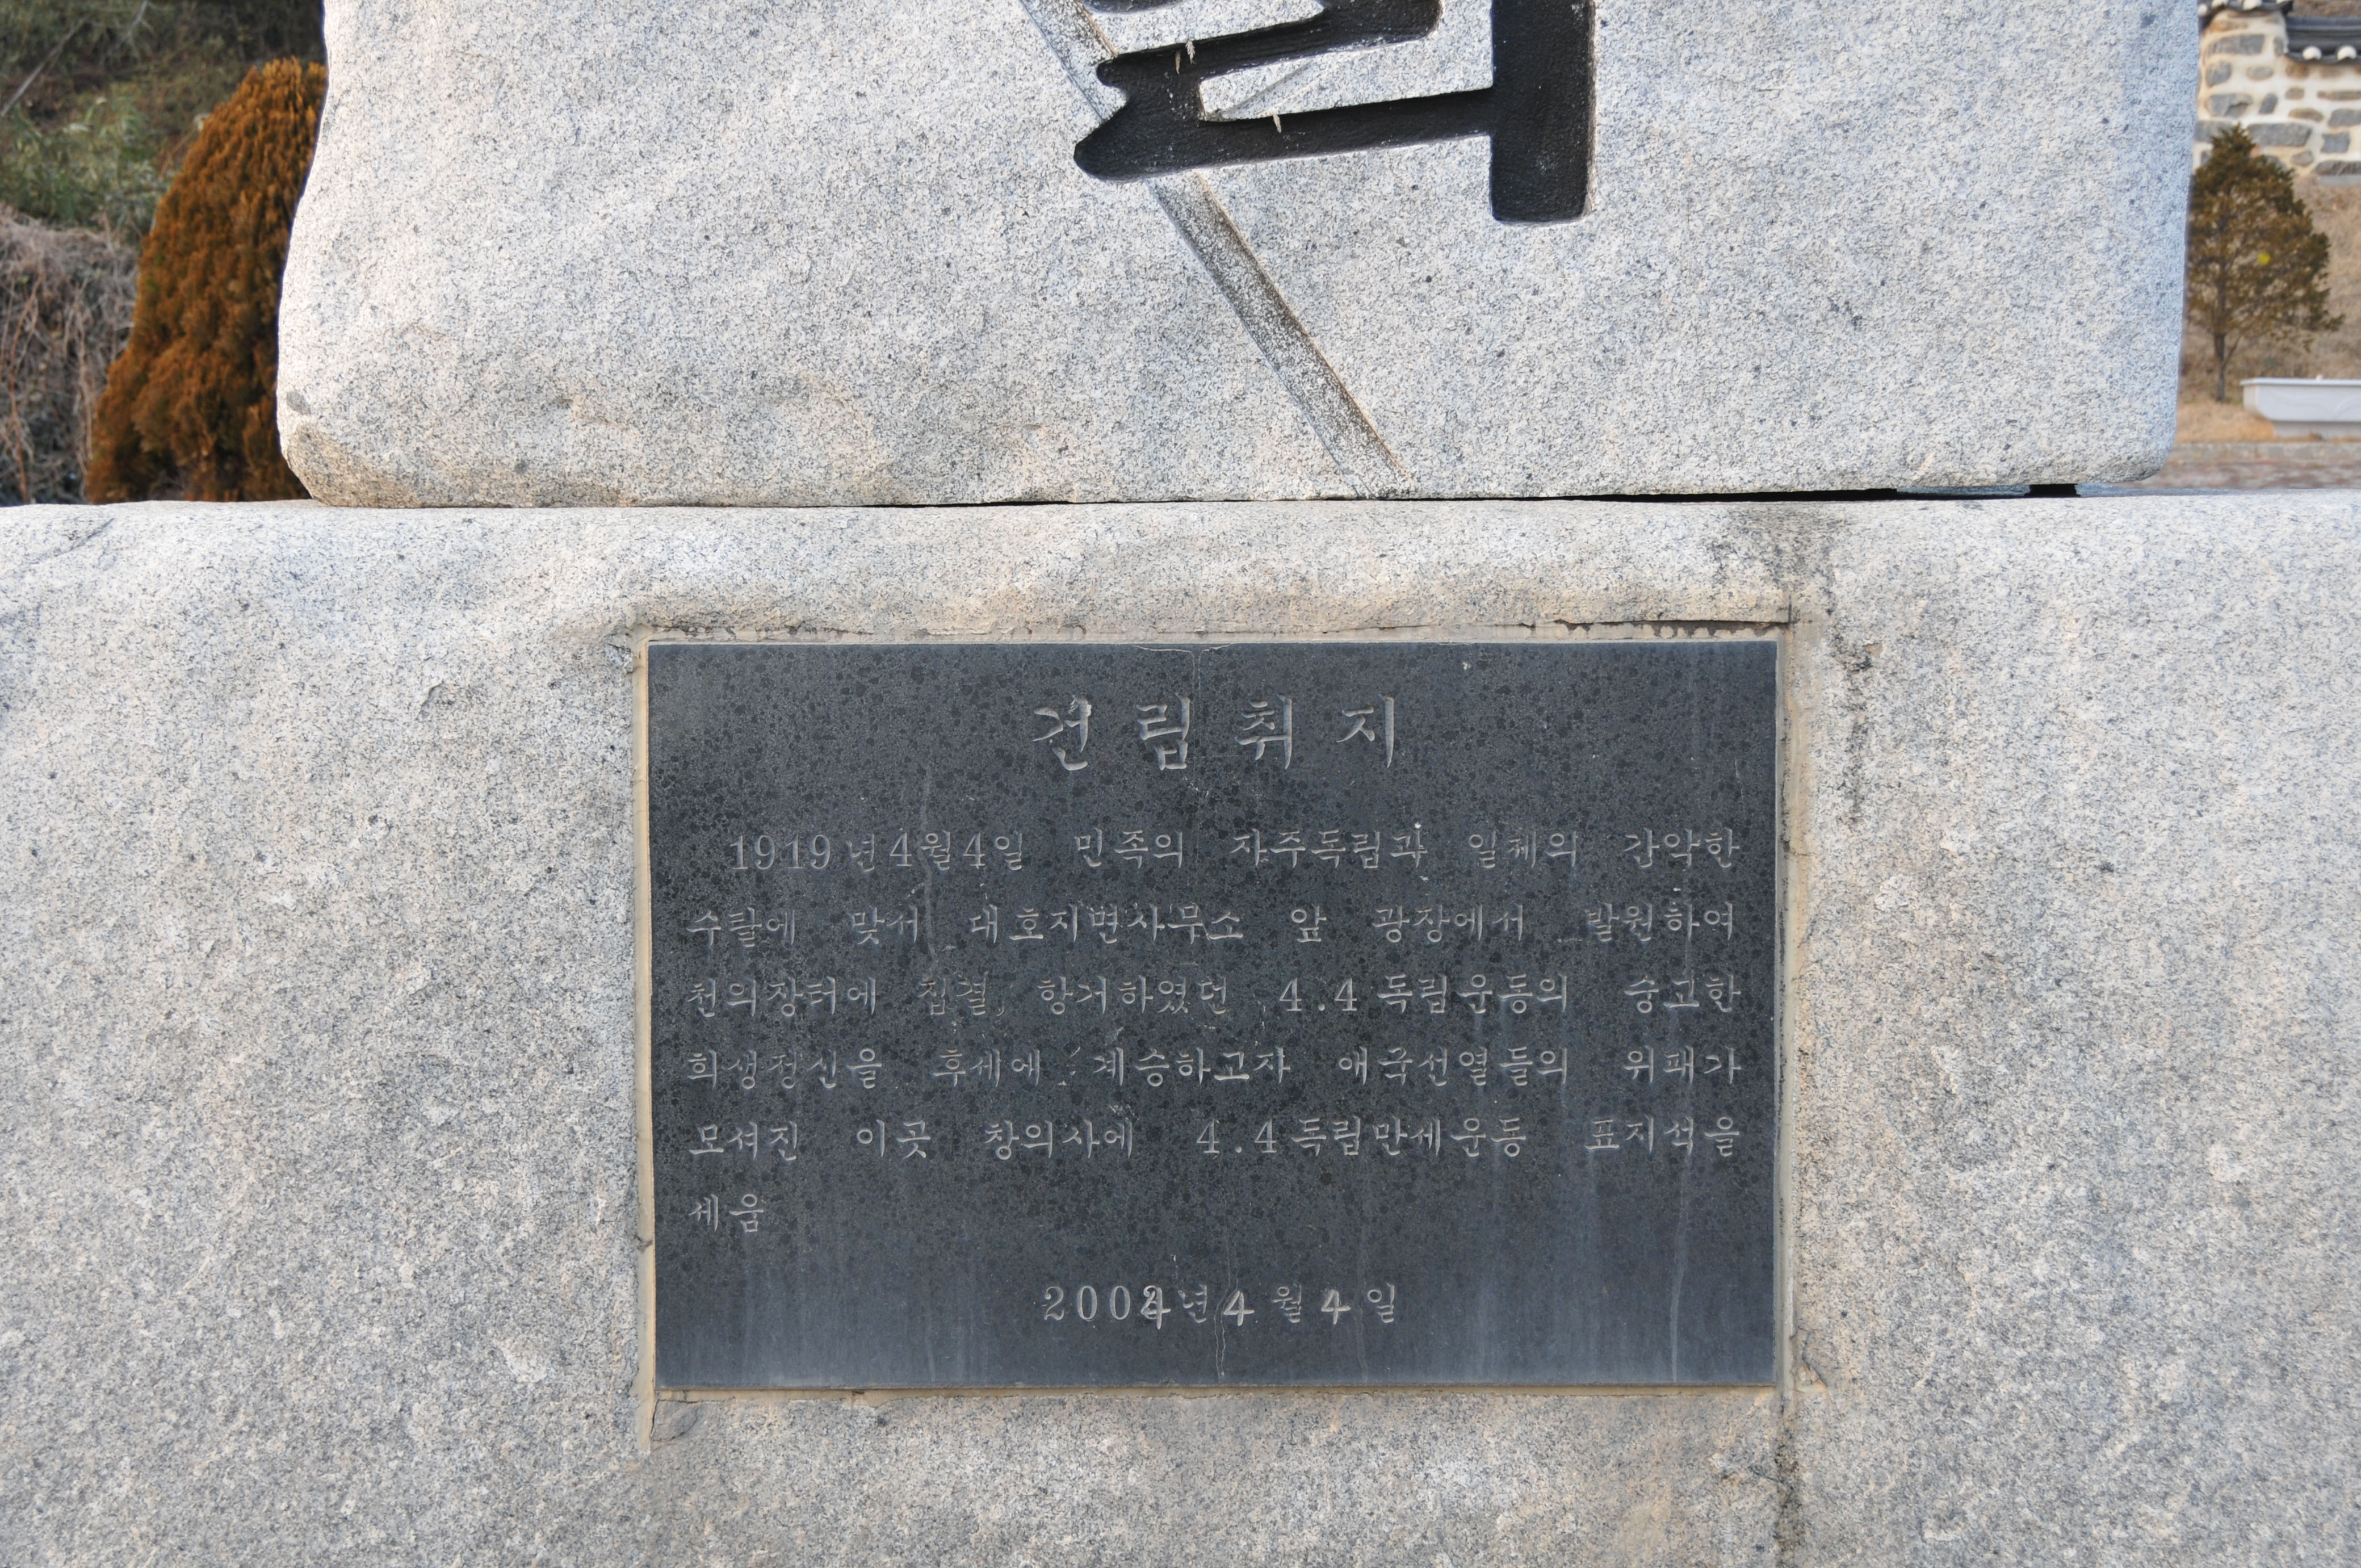 건립취지
1919년4월4일 민족의 자주독립과 일체의 간악한
수탈에 맞서 대호지면사무소 앞 광장에서 발원하여
천의장터에 집결, 항거하였던 4.4독립운동의 숭고한
희생정신을 후세에 계승하고자 애국선열들의 위패가
모셔진 이곳 창의사에 4.4독립만세운동 표지석을
세움
년 4 월 4 일